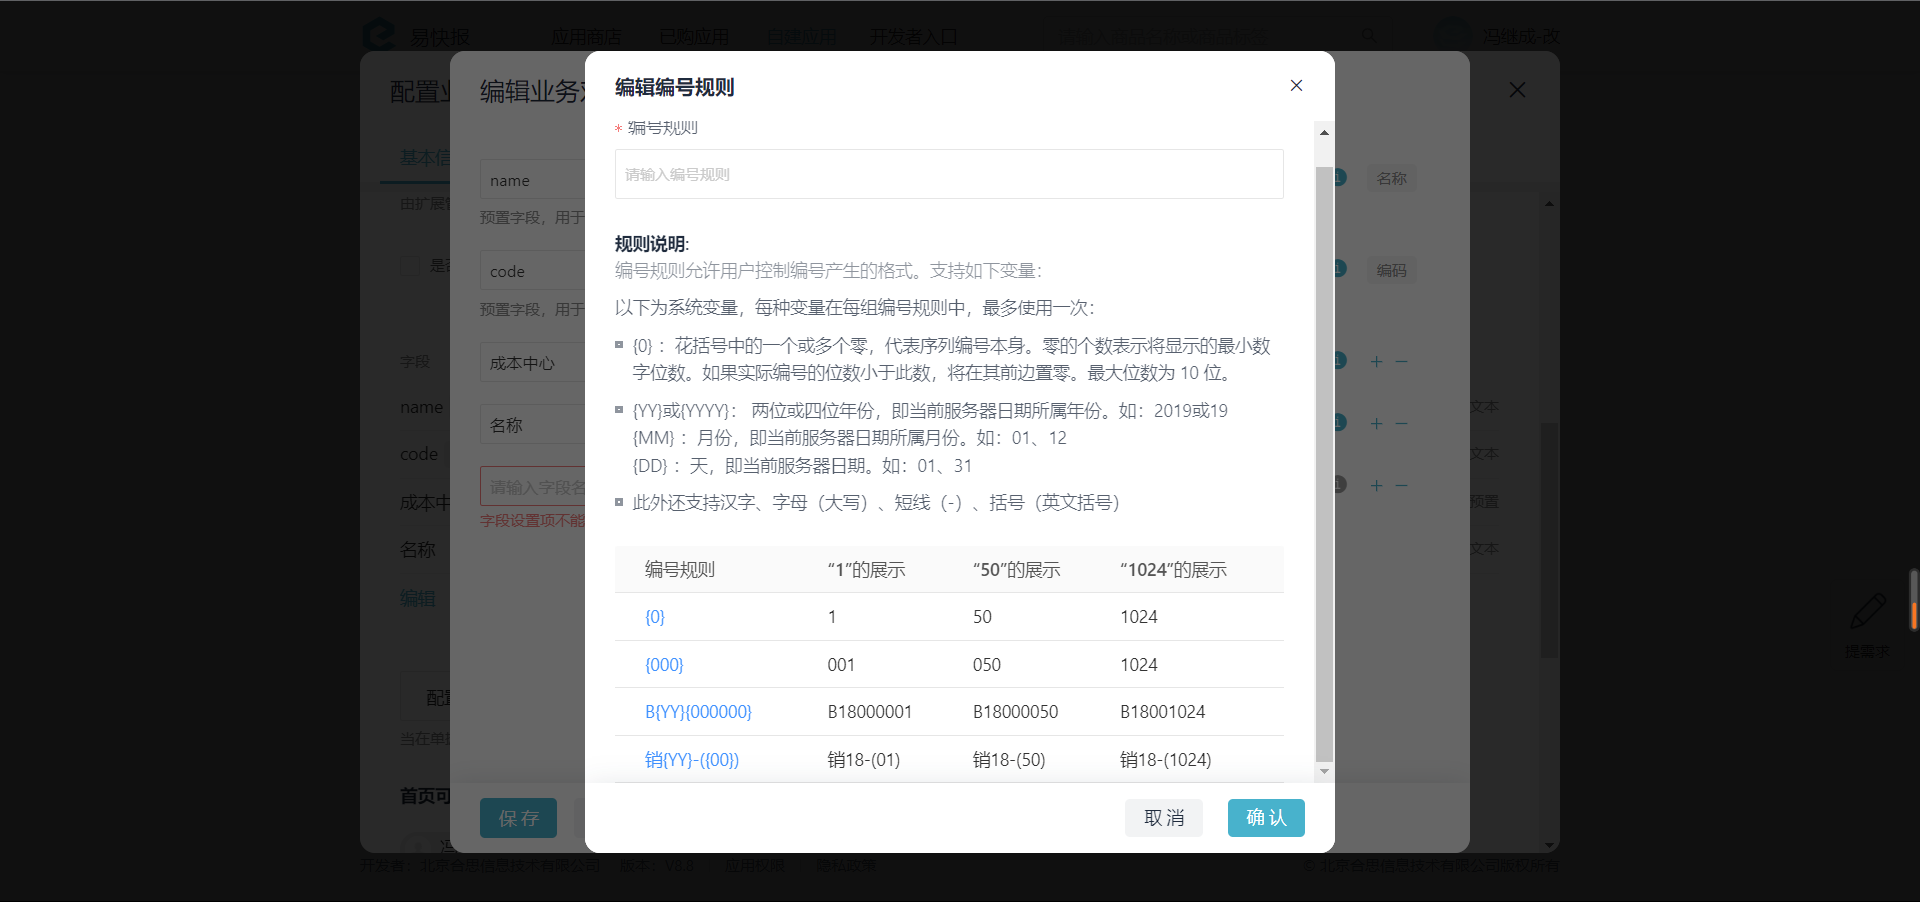 易快报
应用商店
已购应用
自建应用
开发者入口
冯继成-改
配置业
编辑业务对
编辑编号规则
基本信
* 编号规则
name
请输入编号规则
名称
由扩展
预置字段，用于
规则说明:
编号规则允许用户控制编号产生的格式。支持如下变量：
是否
code
编码
预置字段，用于
以下为系统变量，每种变量在每组编号规则中，最多使用一次：
{0} ：花括号中的一个或多个零，代表序列编号本身。零的个数表示将显示的最小数
字位数。如果实际编号的位数小于此数，将在其前边置零。最大位数为 10 位。
字段
成本中心
name
{YY}或{YYYY}： 两位或四位年份，即当前服务器日期所属年份。如：2019或19
文本
名称
{MM} ：月份，即当前服务器日期所属月份。如：01、12
code
{DD} ：天，即当前服务器日期。如：01、31
文本
请输入字段名
成本中
此外还支持汉字、字母（大写）、短线（-）、括号（英文括号）
预置
字段设置项不能
名称
文本
编号规则 “1”的展示 “50”的展示 “1024”的展示
编辑
{0} 1 50 1024
提需求
{000} 001 050 1024
配置
B{YY}{000000} B18000001 B18000050 B18001024
当在单
销{YY}-({00}) 销18-(01) 销18-(50) 销18-(1024)
首页可
保 存
取 消
确 认
冯
开发者：北京合思信息技术有限公司
版本：V8.8
应用权限
隐私政策
© 北京合思信息技术有限公司版权所有